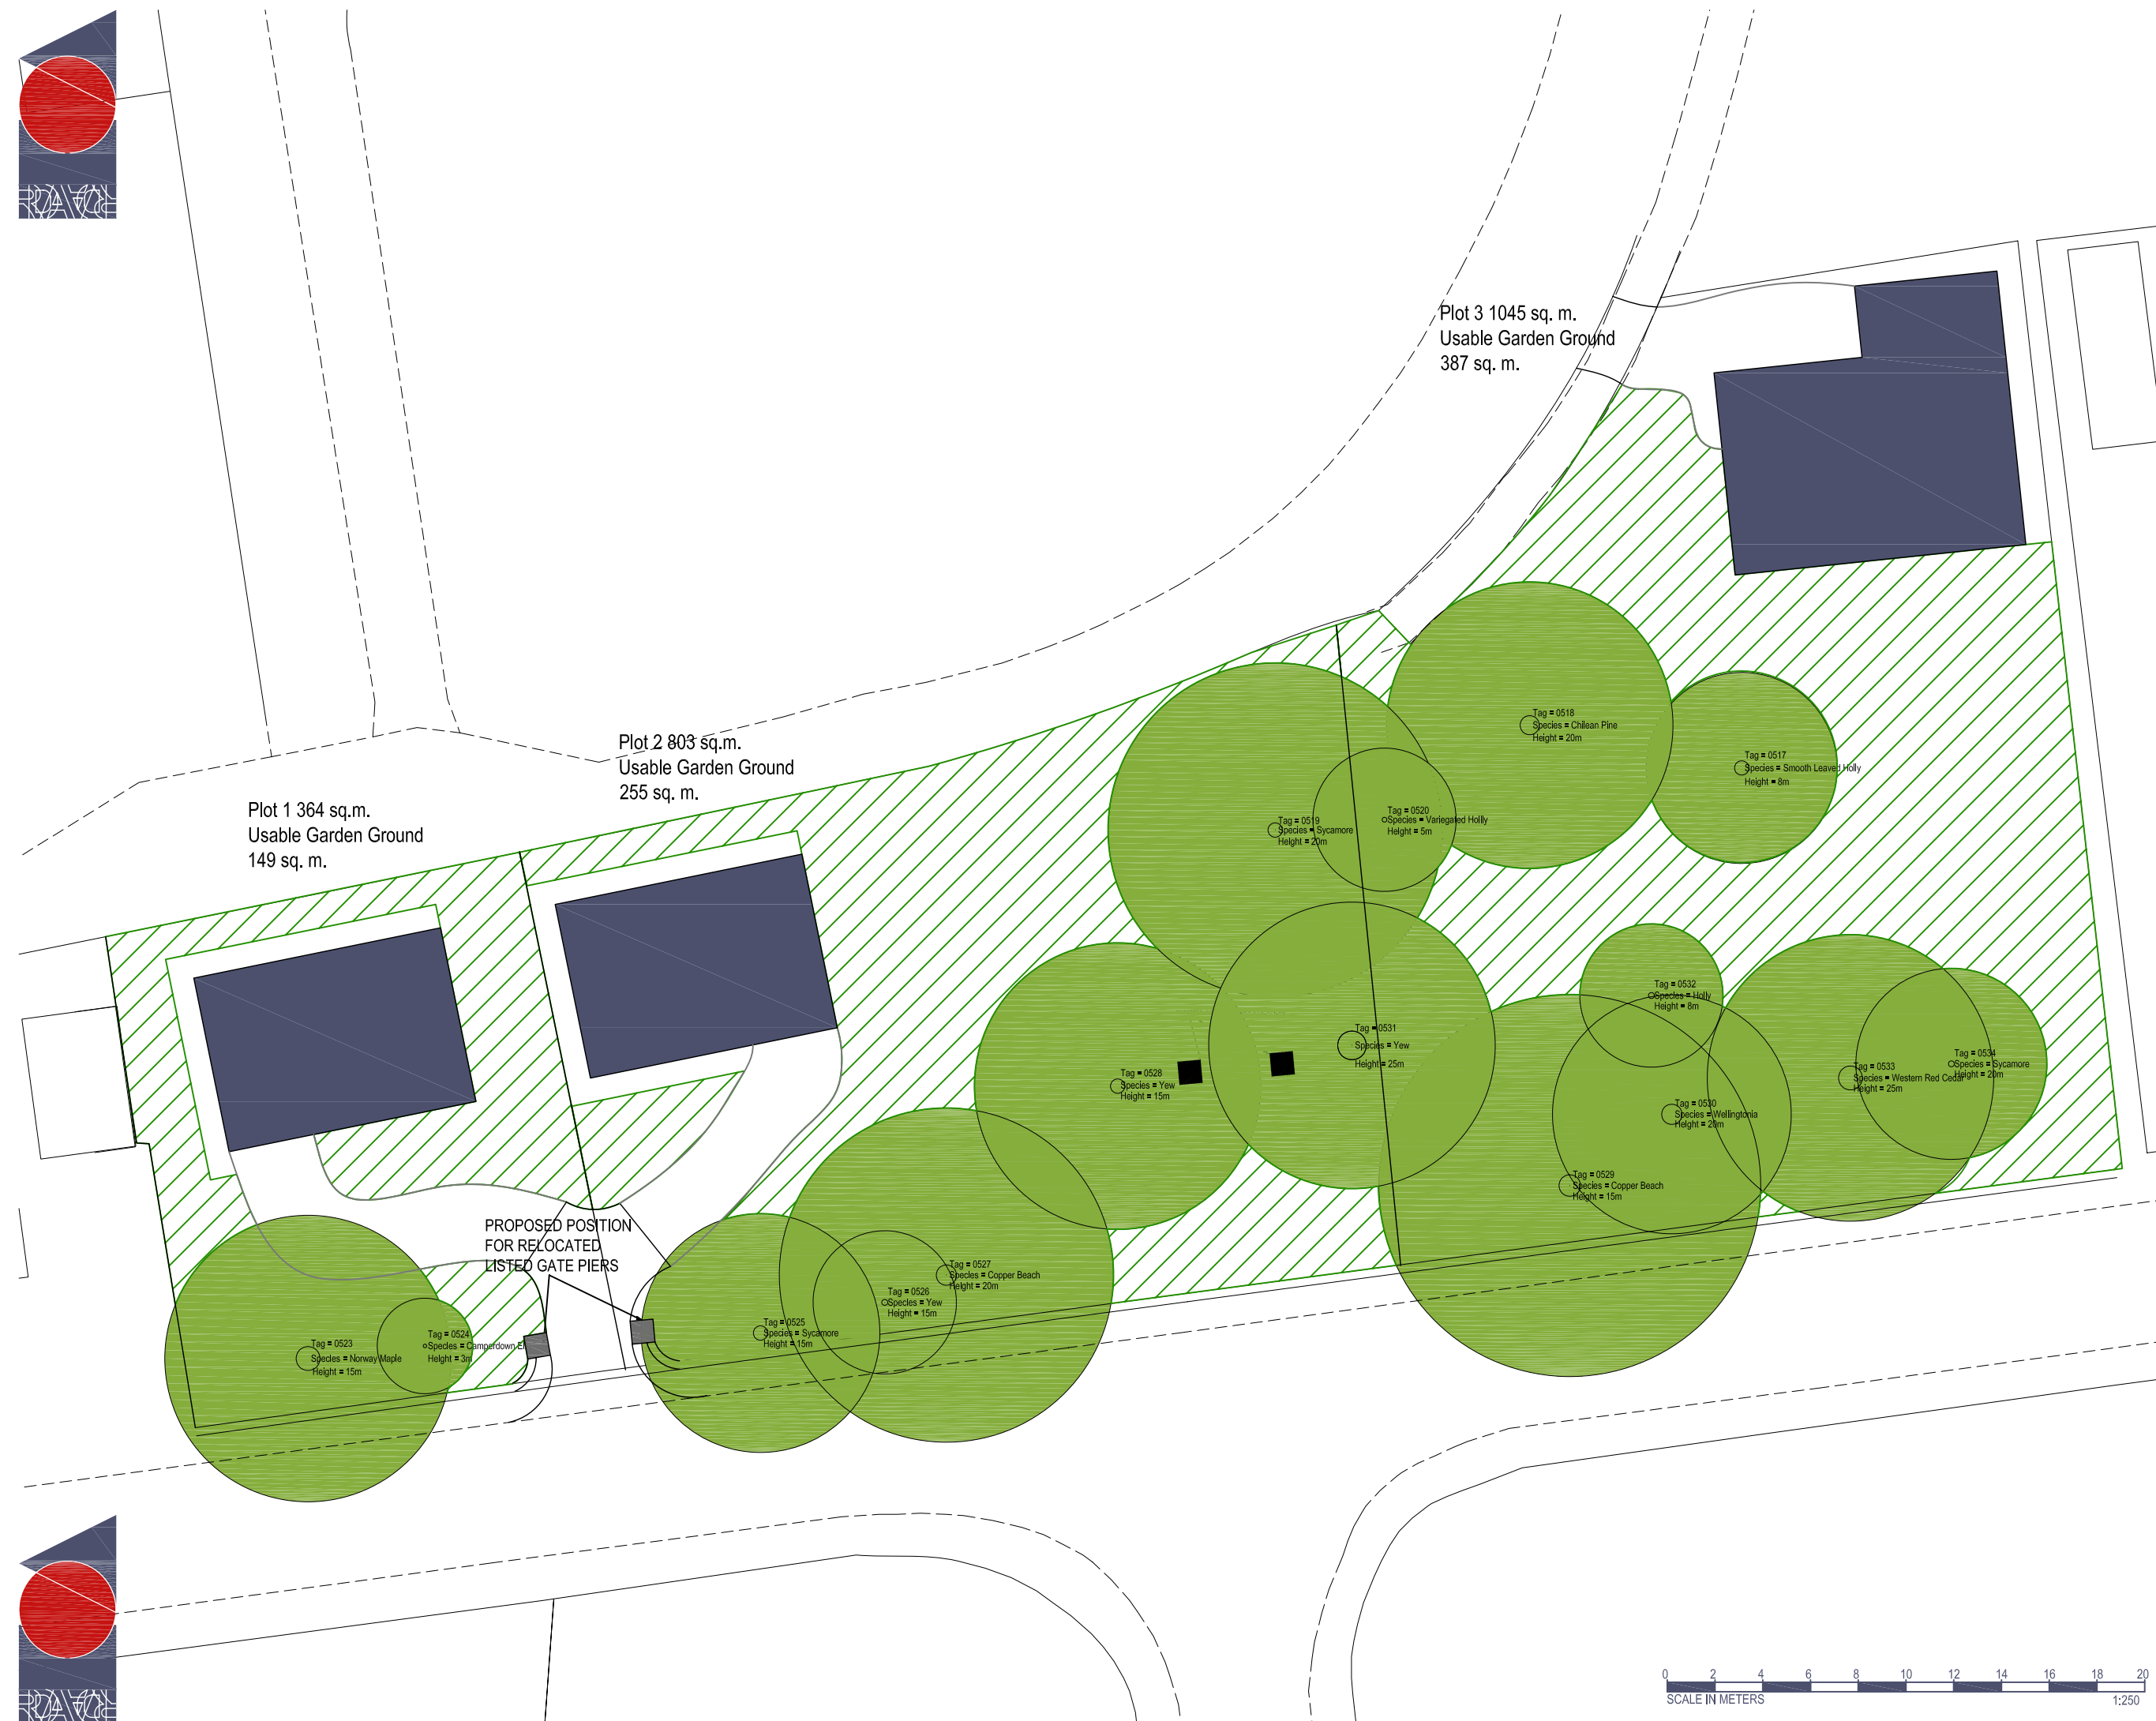 Plot 3 1045 sq. m.
Usable Garden Ground
387 sq. m.
Plot 2 803 sq.m.
Usable Garden Ground
255 sq. m.
Plot 1 364 sq.m.
Usable Garden Ground
149 sq. m.
Tag = 0518
Species = Chilean Pine
Height = 20m
Tag = 0517
Species = Smooth Leaved Holly
Height = 8m
Tag = 0519
Species = Sycamore
Height = 20m
Tag = 0520
Species = Variegated Hollly
Height = 5m
Tag = 0532
Species = Holly
Height = 8m
Tag = 0531
Species = Yew
Height = 25m
Tag = 0528
Species = Yew
Height = 15m
Tag = 0533
Species = Western Red Cedar
Height = 25m
Tag = 0534
Species = Sycamore
Height = 20m
Tag = 0530
Species = Wellingtonia
Height = 20m
Tag = 0529
Species = Copper Beach
Height = 15m
PROPOSED POSITION
FOR RELOCATED
LISTED GATE PIERS
Tag = 0527
Species = Copper Beach
Height = 20m
Tag = 0526
Species = Yew
Height = 15m
Tag = 0525
Species = Sycamore
Height = 15m
Tag = 0524
Species = Camperdown El
Height = 3m
Tag = 0523
Species = Norway Maple
Height = 15m
0 2 4 6 8 10 12 14 16 18 20
SCALE IN METERS
1:250